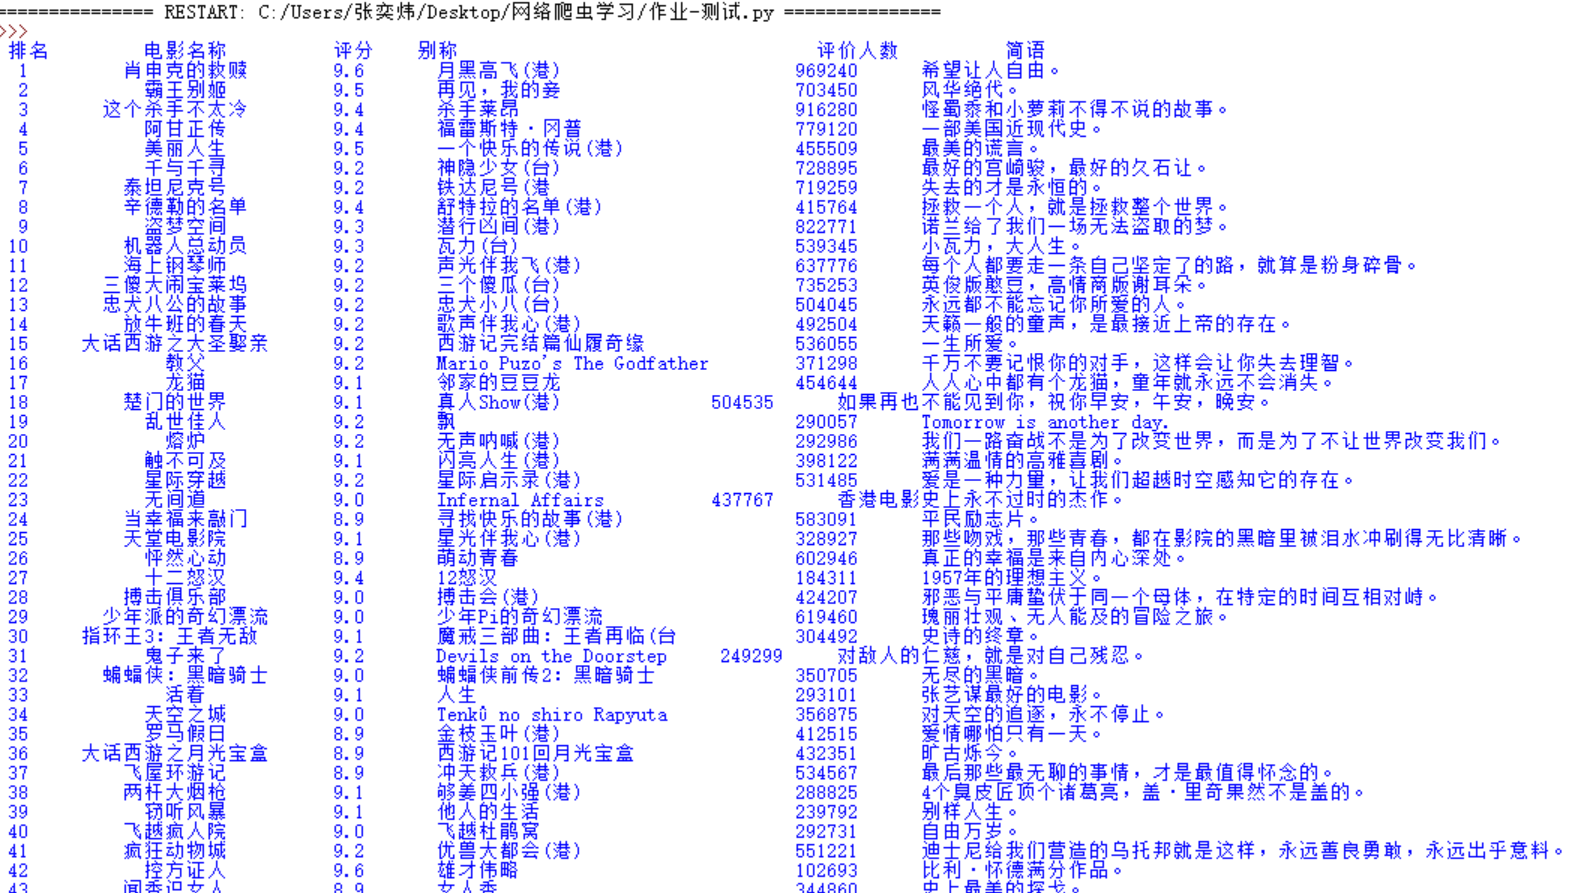 =============== RESTART: C:/Users/张奕炜/Desktop/网络爬虫学习/作业-测试.py ===============
>>>
排名 电影名称 评分 别称 评价人数 简语
1 肖申克的救赎 9.6 月黑高飞(港) 969240 希望让人自由。
2 霸王别姬 9.5 再见，我的妾 703450 风华绝代。
3 这个杀手不太冷 9.4 杀手莱昂 916280 怪蜀黍和小萝莉不得不说的故事。
4 阿甘正传 9.4 福雷斯特·冈普 779120 一部美国近现代史。
5 美丽人生 9.5 一个快乐的传说(港) 455509 最美的谎言。
6 千与千寻 9.2 神隐少女(台) 728895 最好的宫崎骏，最好的久石让。
7 泰坦尼克号 9.2 铁达尼号(港 719259 失去的才是永恒的。
8 辛德勒的名单 9.4 舒特拉的名单(港) 415764 拯救一个人，就是拯救整个世界。
9 盗梦空间 9.3 潜行凶间(港) 822771 诺兰给了我们一场无法盗取的梦。
10 机器人总动员 9.3 瓦力(台) 539345 小瓦力，大人生。
11 海上钢琴师 9.2 声光伴我飞(港) 637776 每个人都要走一条自己坚定了的路，就算是粉身碎骨。
12 三傻大闹宝莱坞 9.2 三个傻瓜(台) 735253 英俊版憨豆，高情商版谢耳朵。
13 忠犬八公的故事 9.2 忠犬小八(台) 504045 永远都不能忘记你所爱的人。
14 放牛班的春天 9.2 歌声伴我心(港) 492504 天籁一般的童声，是最接近上帝的存在。
15 大话西游之大圣娶亲 9.2 西游记完结篇仙履奇缘 536055 一生所爱。
16 教父 9.2 Mario Puzo's The Godfather 371298 千万不要记恨你的对手，这样会让你失去理智。
17 龙猫 9.1 邻家的豆豆龙 454644 人人心中都有个龙猫，童年就永远不会消失。
18 楚门的世界 9.1 真人Show(港) 504535 如果再也不能见到你，祝你早安，午安，晚安。
19 乱世佳人 9.2 飘 290057 Tomorrow is another day.
20 熔炉 9.2 无声呐喊(港) 292986 我们一路奋战不是为了改变世界，而是为了不让世界改变我们。
21 触不可及 9.1 闪亮人生(港) 398122 满满温情的高雅喜剧。
22 星际穿越 9.2 星际启示录(港) 531485 爱是一种力量，让我们超越时空感知它的存在。
23 无间道 9.0 Infernal Affairs 437767 香港电影史上永不过时的杰作。
24 当幸福来敲门 8.9 寻找快乐的故事(港) 583091 平民励志片。
25 天堂电影院 9.1 星光伴我心(港) 328927 那些吻戏，那些青春，都在影院的黑暗里被泪水冲刷得无比清晰。
26 怦然心动 8.9 萌动青春 602946 真正的幸福是来自内心深处。
27 十二怒汉 9.4 12怒汉 184311 1957年的理想主义。
28 搏击俱乐部 9.0 搏击会(港) 424207 邪恶与平庸蛰伏于同一个母体，在特定的时间互相对峙。
29 少年派的奇幻漂流 9.0 少年Pi的奇幻漂流 619460 瑰丽壮观、无人能及的冒险之旅。
30 指环王3：王者无敌 9.1 魔戒三部曲：王者再临(台 304492 史诗的终章。
31 鬼子来了 9.2 Devils on the Doorstep 249299 对敌人的仁慈，就是对自己残忍。
32 蝙蝠侠：黑暗骑士 9.0 蝙蝠侠前传2：黑暗骑士 350705 无尽的黑暗。
33 活着 9.1 人生 293101 张艺谋最好的电影。
34 天空之城 9.0 Tenkû no shiro Rapyuta 356875 对天空的追逐，永不停止。
35 罗马假日 8.9 金枝玉叶(港) 412515 爱情哪怕只有一天。
36 大话西游之月光宝盒 8.9 西游记101回月光宝盒 432351 旷古烁今。
37 飞屋环游记 8.9 冲天救兵(港) 534567 最后那些最无聊的事情，才是最值得怀念的。
38 两杆大烟枪 9.1 够姜四小强(港) 288825 4个臭皮匠顶个诸葛亮，盖·里奇果然不是盖的。
39 窃听风暴 9.1 他人的生活 239792 别样人生。
40 飞越疯人院 9.0 飞越杜鹃窝 292731 自由万岁。
41 疯狂动物城 9.2 优兽大都会(港) 551221 迪士尼给我们营造的乌托邦就是这样，永远善良勇敢，永远出乎意料。
42 控方证人 9.6 雄才伟略 102693 比利·怀德满分作品。
43 闻香识女人 8.9 女人香 344860 史上最美的探戈。